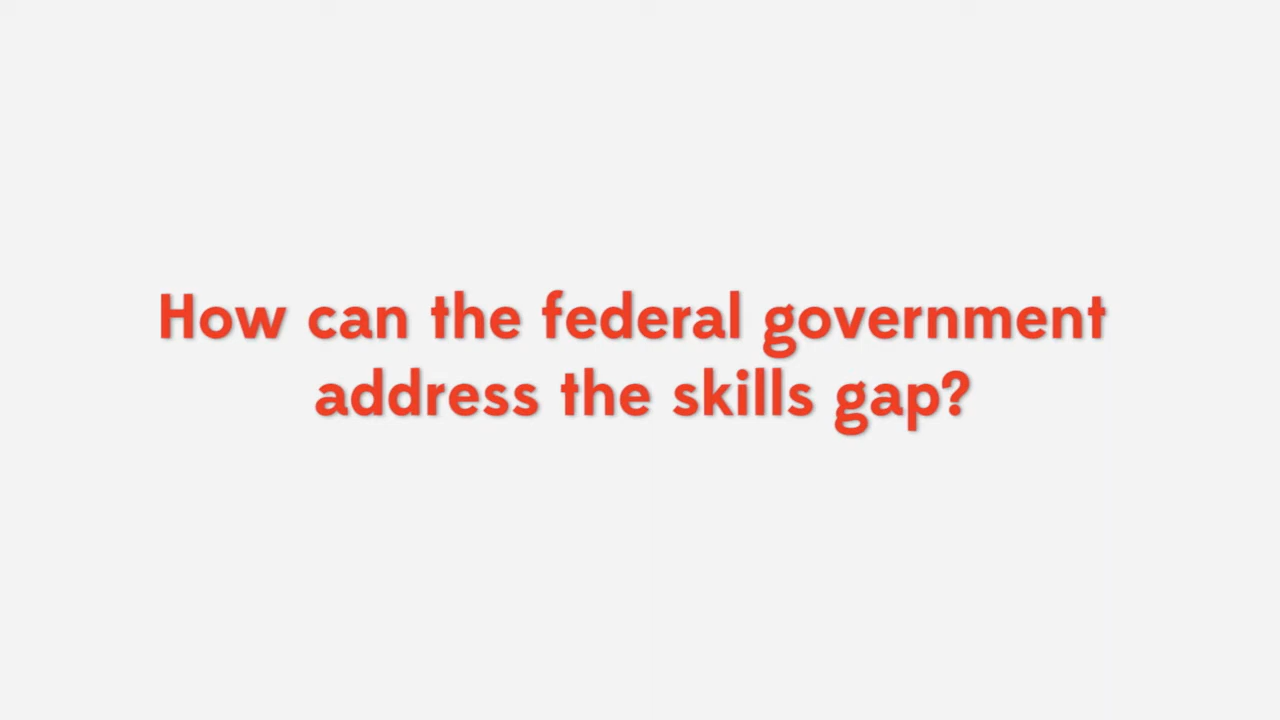 How can the federal government
address the skills gap?